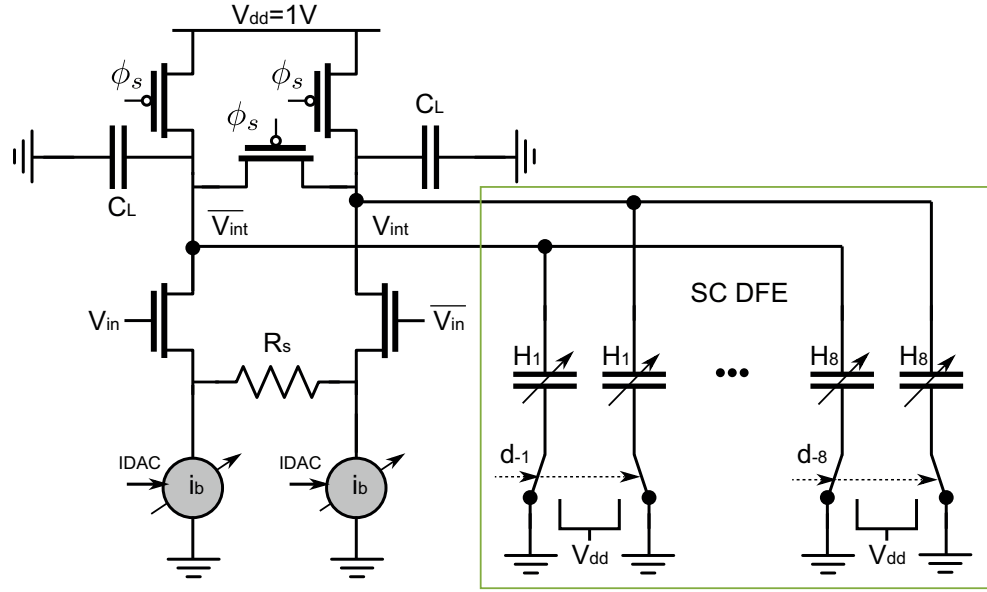 Vdd=1V
ϕs
ϕs
ϕs
CL
CL
Vint
Vint
SC DFE
Vin
Vin
Rs
H1
H1
•••
H8
H8
IDAC
ib
IDAC
ib
d-1
d-8
Vdd
Vdd